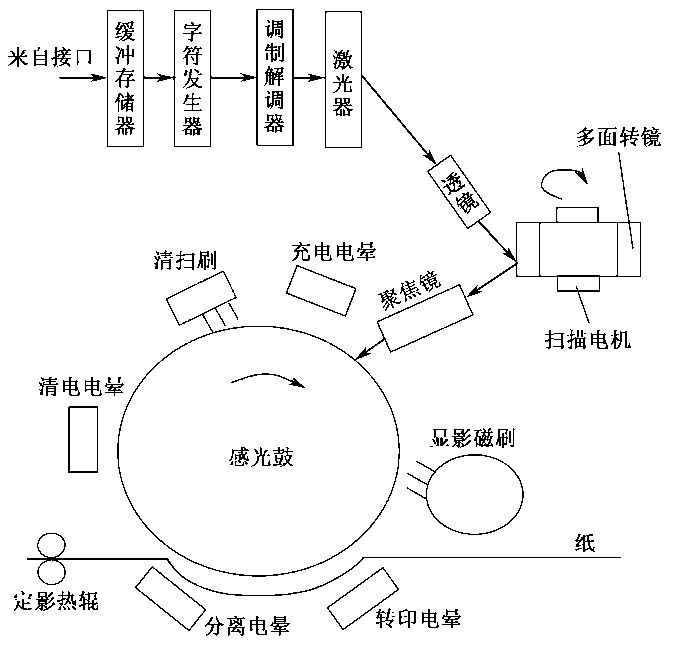 来自接口
缓冲存储器
字符发生器
调制解调器
激光器
多面转镜
透镜
清扫刷
充电电晕
聚焦镜
扫描电机
清电电晕
感光鼓
显影磁刷
纸
定影热辊
分离电晕
转印电晕